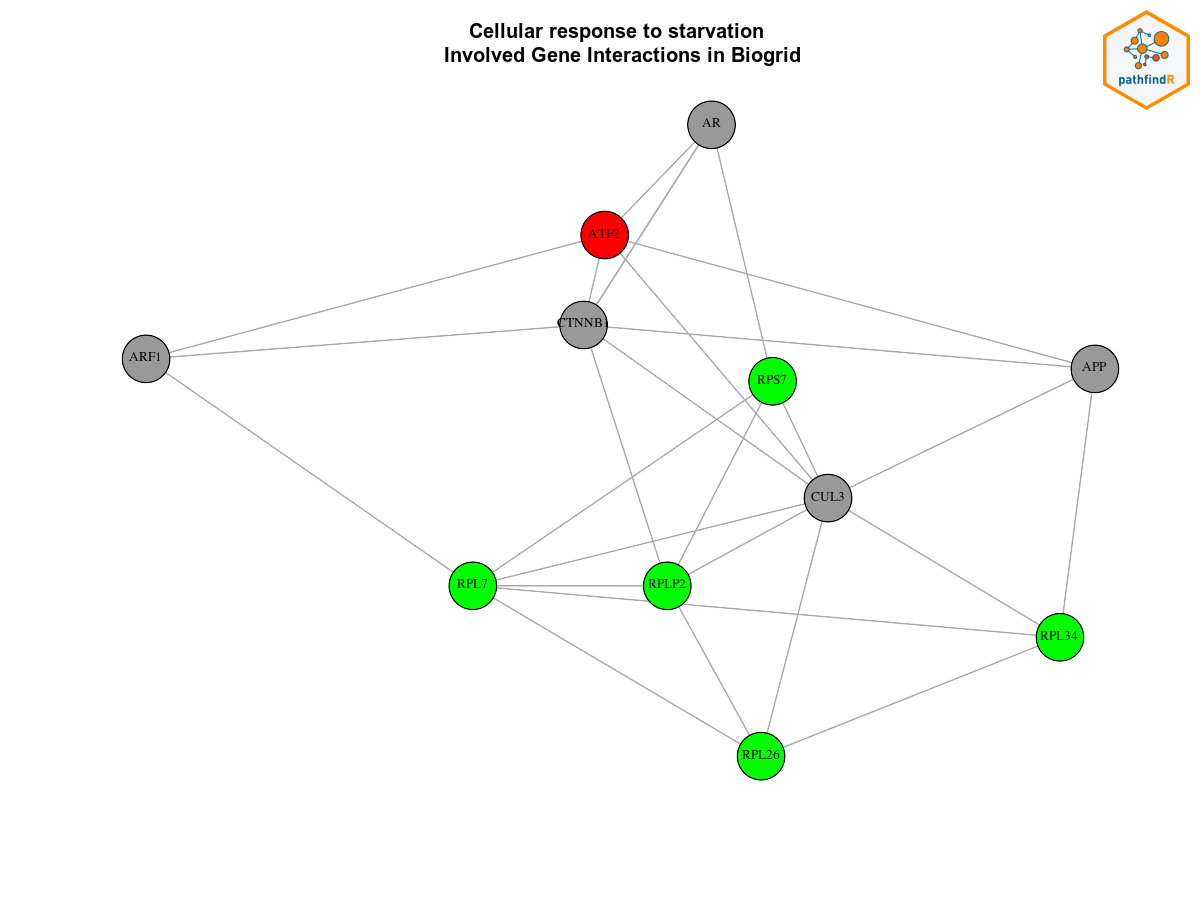 Cellular response to starvation
Involved Gene Interactions in Biogrid
pathfindR
AR
ATF2
CTNNB1
ARF1
APP
RPS7
CUL3
RPL7
RPLP2
RPL34
RPL26